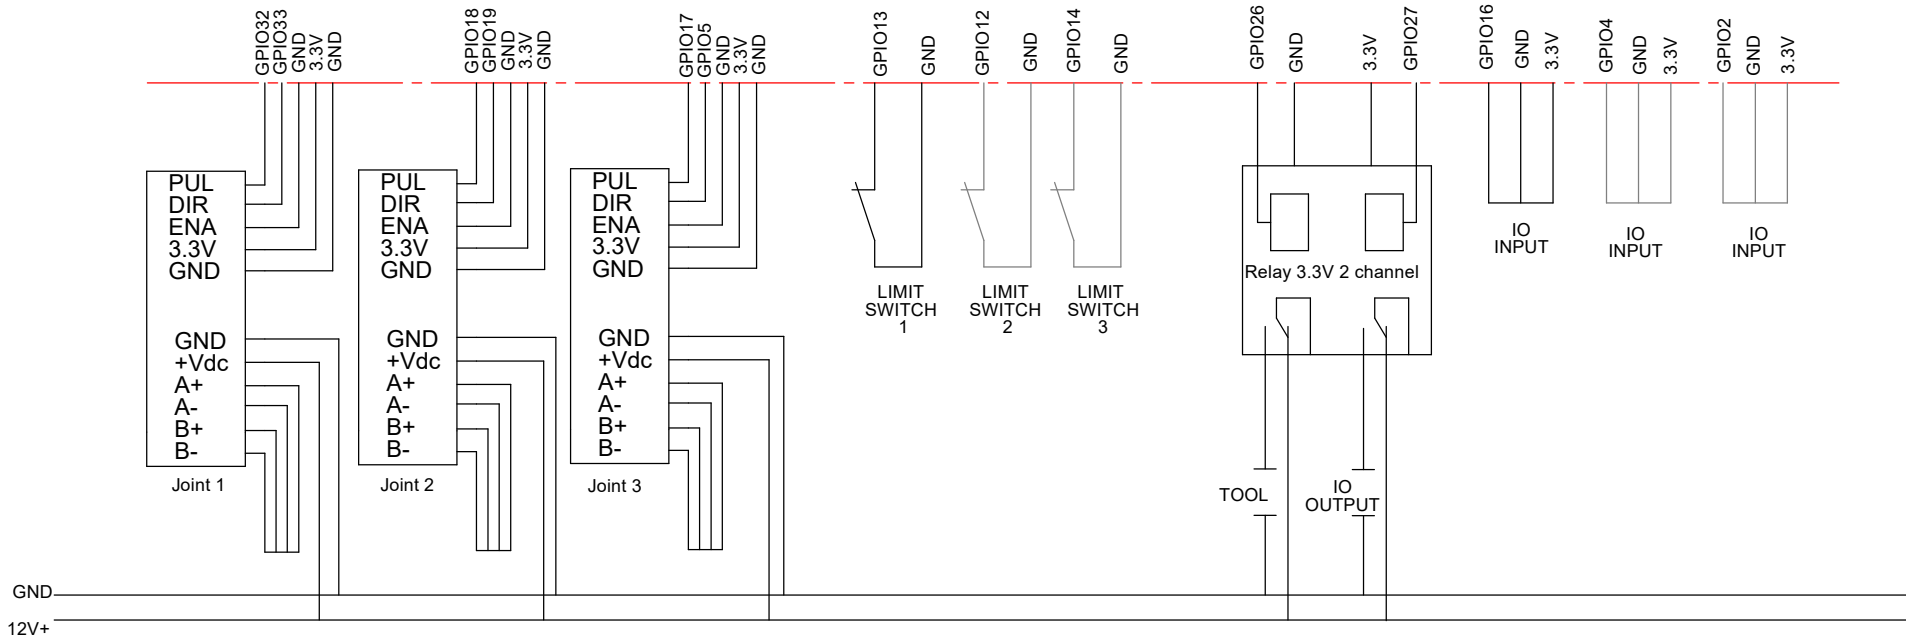 GPIO32
GPIO33
GND
3.3V
GND
GPIO18
GPIO19
GND
3.3V
GND
GPIO17
GPIO5
GND
3.3V
GND
GPIO13
GND
GPIO12
GND
GPIO14
GND
GPIO26
GND
3.3V
GPIO27
GPIO16
GND
3.3V
GPIO4
GND
3.3V
GPIO2
GND
3.3V
PUL
DIR
ENA
3.3V
GND
GND
+Vdc
A+
A-
B+
B-
Joint 1
PUL
DIR
ENA
3.3V
GND
GND
+Vdc
A+
A-
B+
B-
Joint 2
PUL
DIR
ENA
3.3V
GND
GND
+Vdc
A+
A-
B+
B-
Joint 3
LIMIT
SWITCH
1
LIMIT
SWITCH
2
LIMIT
SWITCH
3
Relay 3.3V 2 channel
TOOL
IO
OUTPUT
IO
INPUT
IO
INPUT
IO
INPUT
GND
12V+